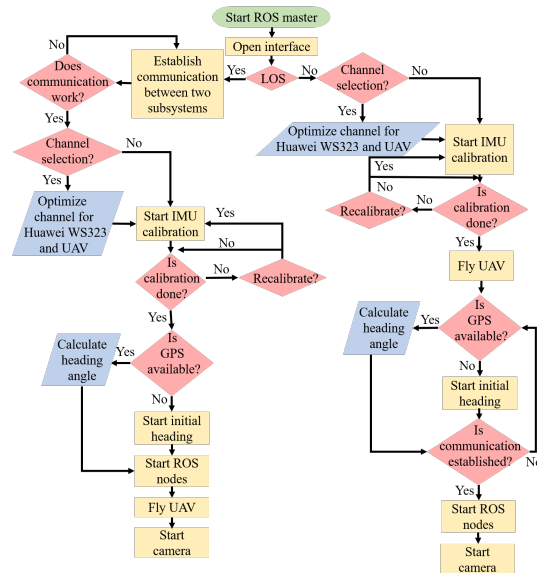 Start ROS master
Open interface
LOS
Yes
No
No
Does
communication
work?
Establish
communication
between two
subsystems
Yes
Channel
selection?
No
Yes
Optimize
channel for
Huawei WS323
and UAV
Start IMU
calibration
Yes
No
Is
calibration
done?
No
Recalibrate?
Yes
Calculate
heading
angle
Yes
Is
GPS
available?
No
Start initial
heading
Start ROS
nodes
Fly UAV
Start
camera
Channel
selection?
No
Yes
Optimize channel for
Huawei WS323 and UAV
Start IMU
calibration
Yes
No
Recalibrate?
No
Is
calibration
done?
Yes
Fly UAV
Calculate
heading
angle
Yes
Is
GPS
available?
No
Start initial
heading
Is
communication
established?
No
Yes
Start ROS
nodes
Start
camera